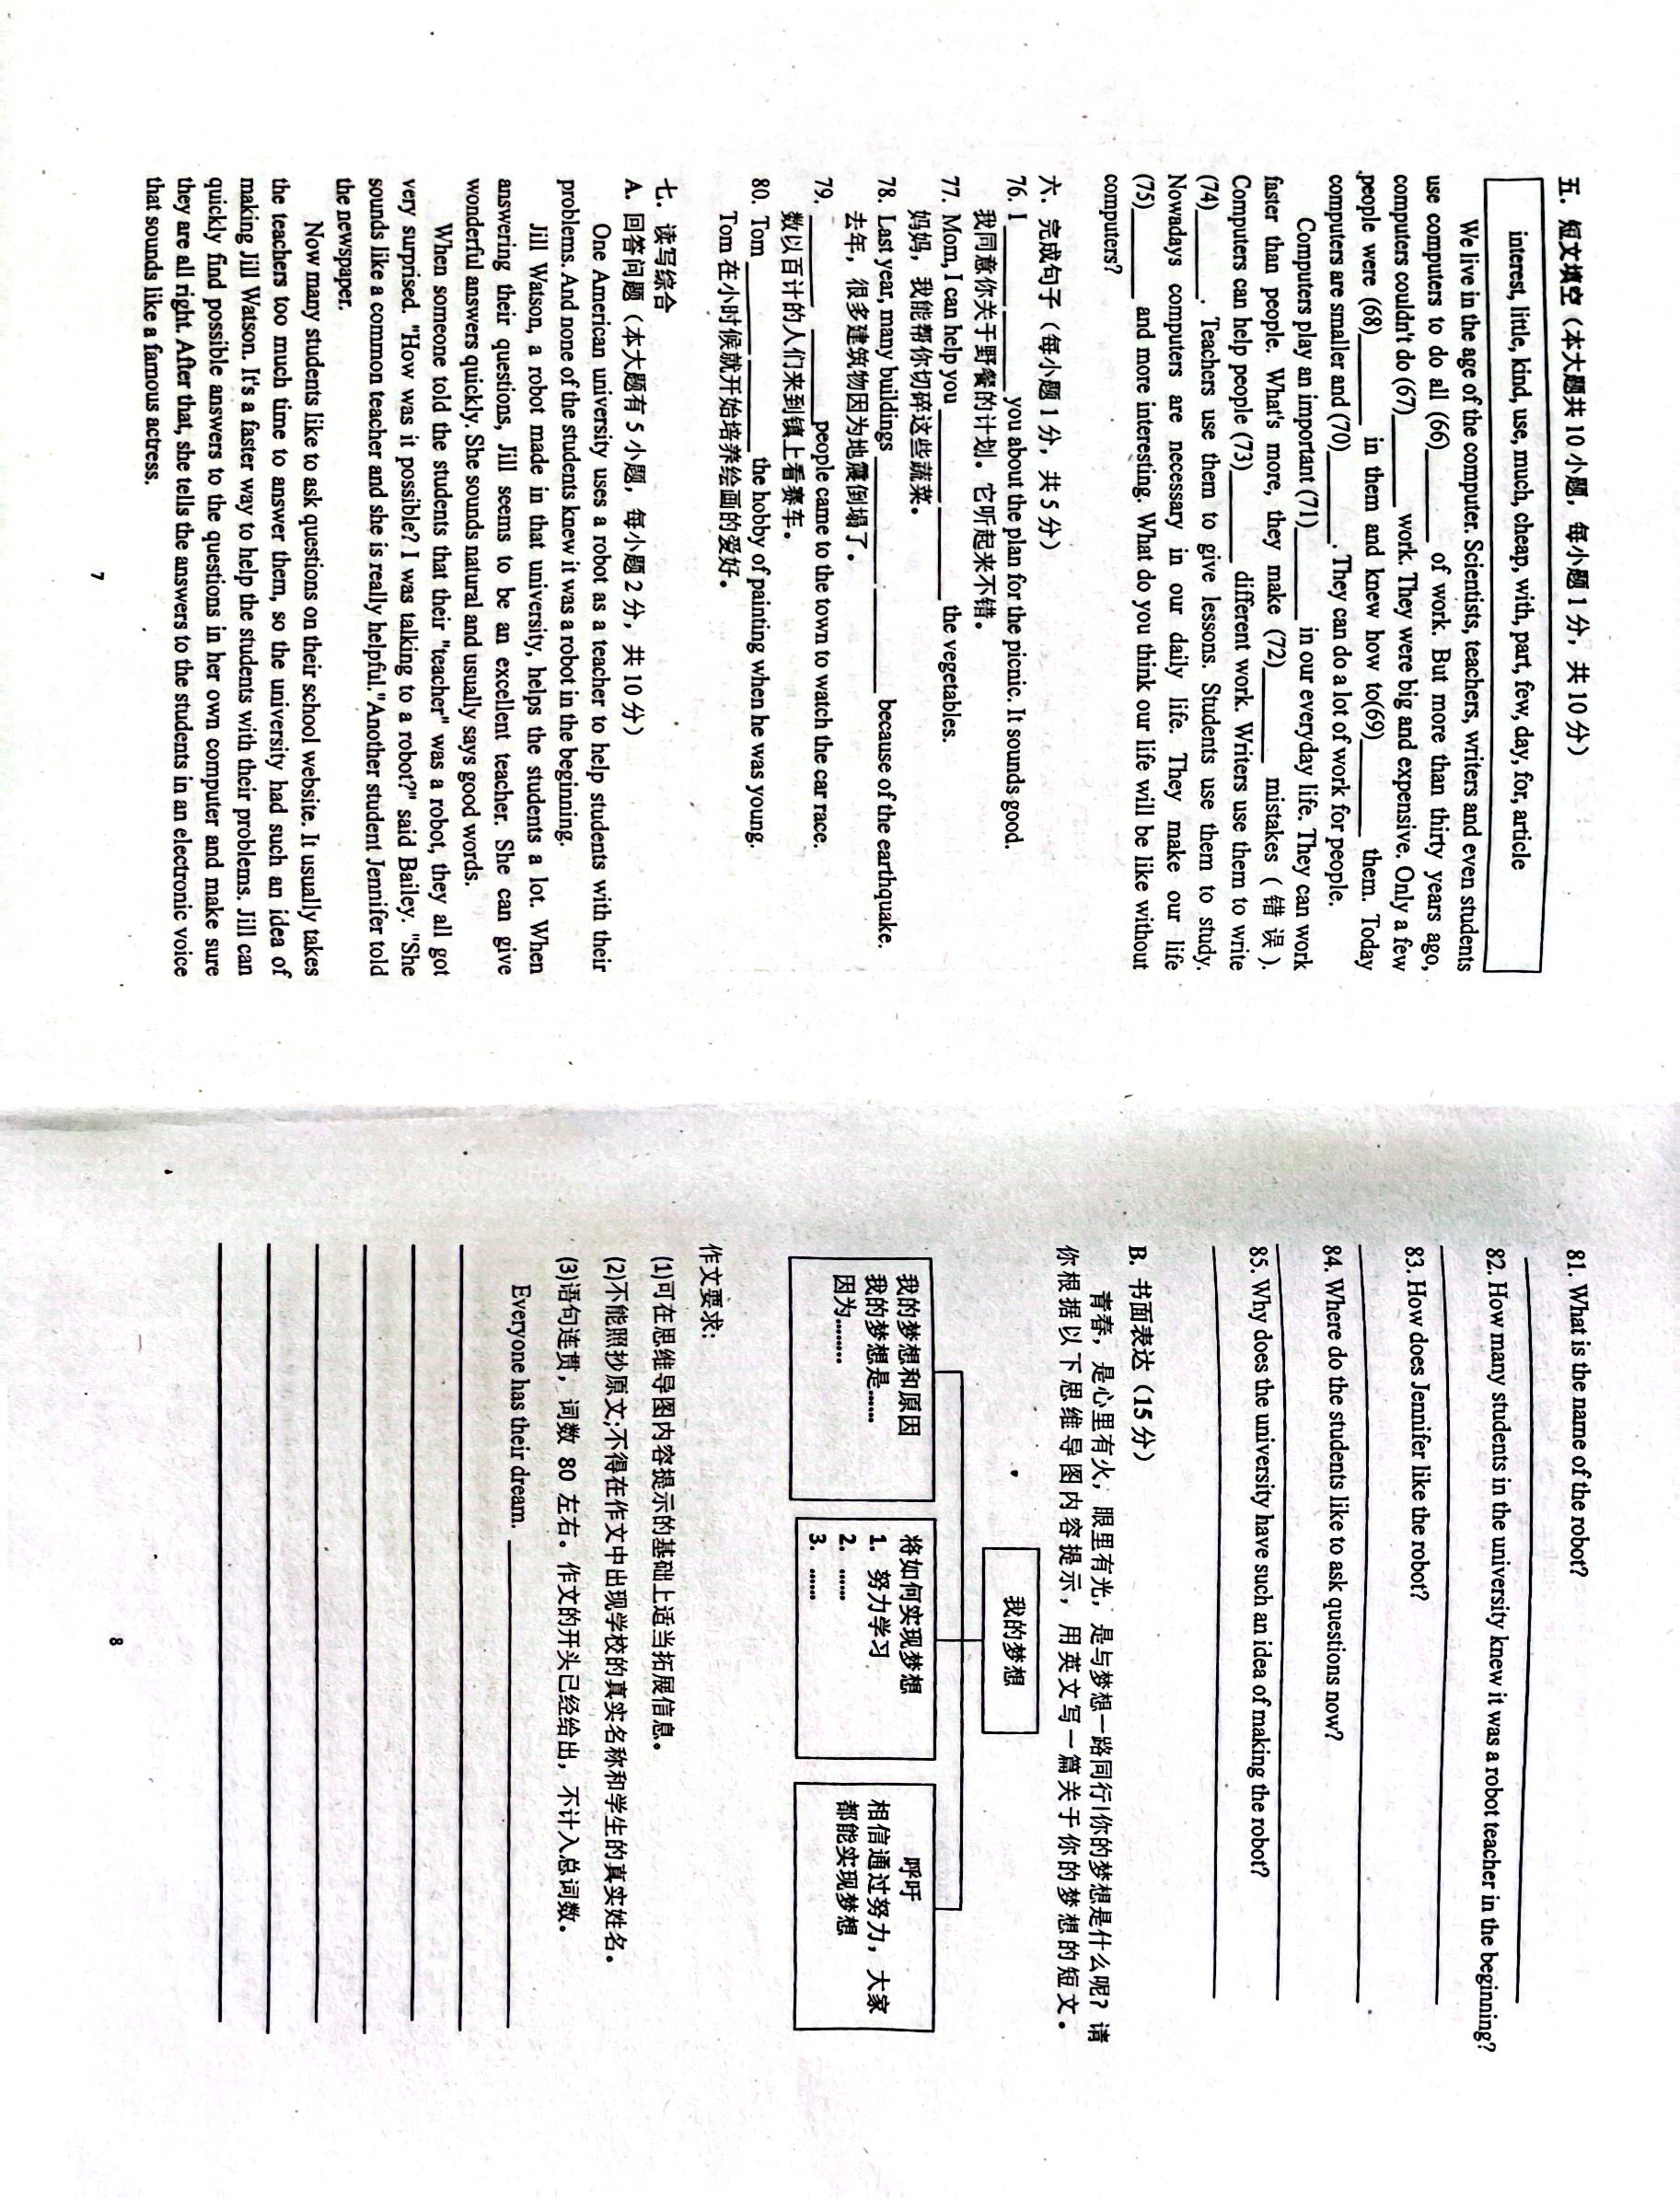 五. 短文填空（本大题共10小题，每小题1分，共10分）
interest, little, kind, use, much, cheap, with, part, few, day, for, article
We live in the age of the computer. Scientists, teachers, writers and even students
use computers to do all (66)______ of work. But more than thirty years ago,
computers couldn't do (67)______ work. They were big and expensive. Only a few
people were (68)______ in them and knew how to(69)______ them. Today
computers are smaller and (70)______. They can do a lot of work for people.
Computers play an important (71)______ in our everyday life. They can work
faster than people. What's more, they make (72)______ mistakes ( 错误 ).
Computers can help people (73)______ different work. Writers use them to write
(74)______. Teachers use them to give lessons. Students use them to study.
Nowadays computers are necessary in our daily life. They make our life
(75)______ and more interesting. What do you think our life will be like without
computers?
六. 完成句子（每小题1分，共5分）
76. I ______ ______ you about the plan for the picnic. It sounds good.
我同意你关于野餐的计划。它听起来不错。
77. Mom, I can help you ______ ______ the vegetables.
妈妈，我能帮你切碎这些蔬菜。
78. Last year, many buildings ______ ______ because of the earthquake.
去年，很多建筑物因为地震倒塌了。
79. ______ ______ people came to the town to watch the car race.
数以百计的人们来到镇上看赛车。
80. Tom ______ ______ the hobby of painting when he was young.
Tom 在小时候就开始培养绘画的爱好。
七. 读写综合
A. 回答问题（本大题有5小题，每小题2分，共10分）
One American university uses a robot as a teacher to help students with their
problems. And none of the students knew it was a robot in the beginning.
Jill Watson, a robot made in that university, helps the students a lot. When
answering their questions, Jill seems to be an excellent teacher. She can give
wonderful answers quickly. She sounds natural and usually says good words.
When someone told the students that their "teacher" was a robot, they all got
very surprised. "How was it possible? I was talking to a robot?" said Bailey. "She
sounds like a common teacher and she is really helpful."Another student Jennifer told
the newspaper.
Now many students like to ask questions on their school website. It usually takes
the teachers too much time to answer them, so the university had such an idea of
making Jill Watson. It's a faster way to help the students with their problems. Jill can
quickly find possible answers to the questions in her own computer and make sure
they are all right. After that, she tells the answers to the students in an electronic voice
that sounds like a famous actress.
7
81. What is the name of the robot?
82. How many students in the university knew it was a robot teacher in the beginning?
83. How does Jennifer like the robot?
84. Where do the students like to ask questions now?
85. Why does the university have such an idea of making the robot?
B. 书面表达（15分）
青春，是心里有火，眼里有光，是与梦想一路同行!你的梦想是什么呢？请
你根据以下思维导图内容提示，用英文写一篇关于你的梦想的短文。
我的梦想
我的梦想和原因
我的梦想是......
因为.......
将如何实现梦想
1. 努力学习
2. ......
3. ......
呼吁
相信通过努力，大家
都能实现梦想
作文要求:
(1)可在思维导图内容提示的基础上适当拓展信息。
(2)不能照抄原文;不得在作文中出现学校的真实名称和学生的真实姓名。
(3)语句连贯，词数 80 左右。作文的开头已经给出，不计入总词数。
Everyone has their dream. ______
8